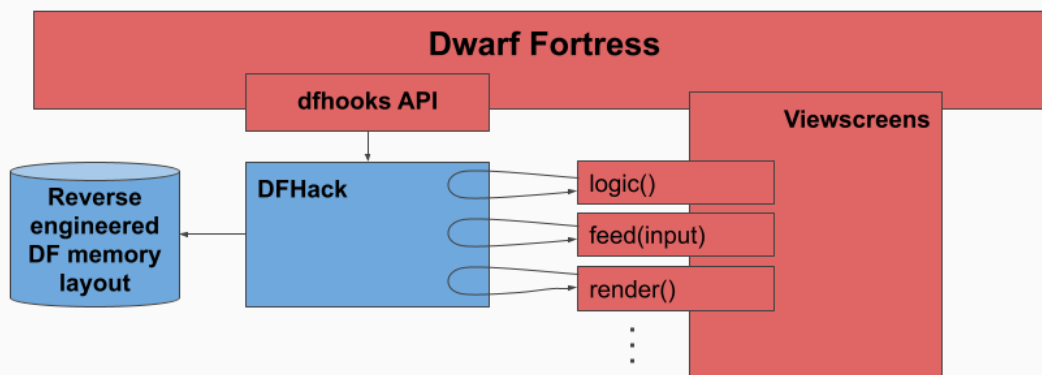 Dwarf Fortress
dfhooks API
Viewscreens
DFHack
Reverse
engineered
DF memory
layout
logic()
feed(input)
render()